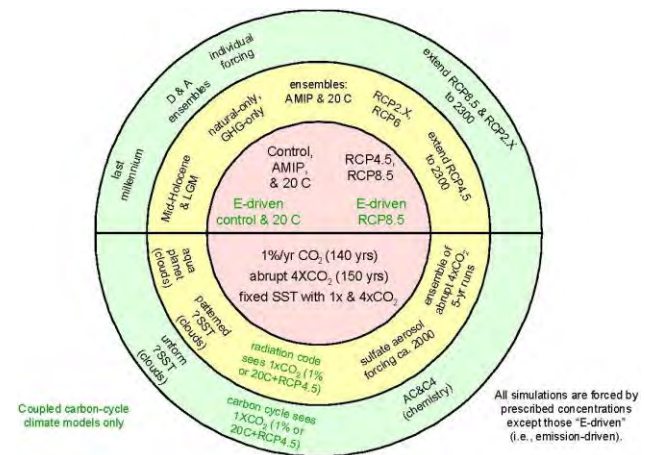 individual
forcing
D & A
ensembles
last
millennium
extend RCP8.5 & RCP2.X
to 2300
natural-only,
GHG-only
ensembles:
AMIP & 20 C
RCP2.X,
RCP6
extend RCP4.5
to 2300
Mid-Holocene
& LGM
Control,
AMIP,
& 20 C
RCP4.5,
RCP8.5
E-driven
control & 20 C
E-driven
RCP8.5
1%/yr CO2 (140 yrs)
abrupt 4XCO2 (150 yrs)
fixed SST with 1x & 4xCO2
aqua
planet
(clouds)
patterned
?SST
(clouds)
uniform
?SST
(clouds)
radiation code
sees 1xCO2 (1%
or 20C+RCP4.5)
carbon cycle sees
1XCO2 (1% or
20C+RCP4.5)
sulfate aerosol
forcing ca. 2000
ensemble of
abrupt 4xCO2
5-yr runs
AC&C4
(chemistry)
Coupled carbon-cycle
climate models only
All simulations are forced by
prescribed concentrations
except those "E-driven"
(i.e., emission-driven).